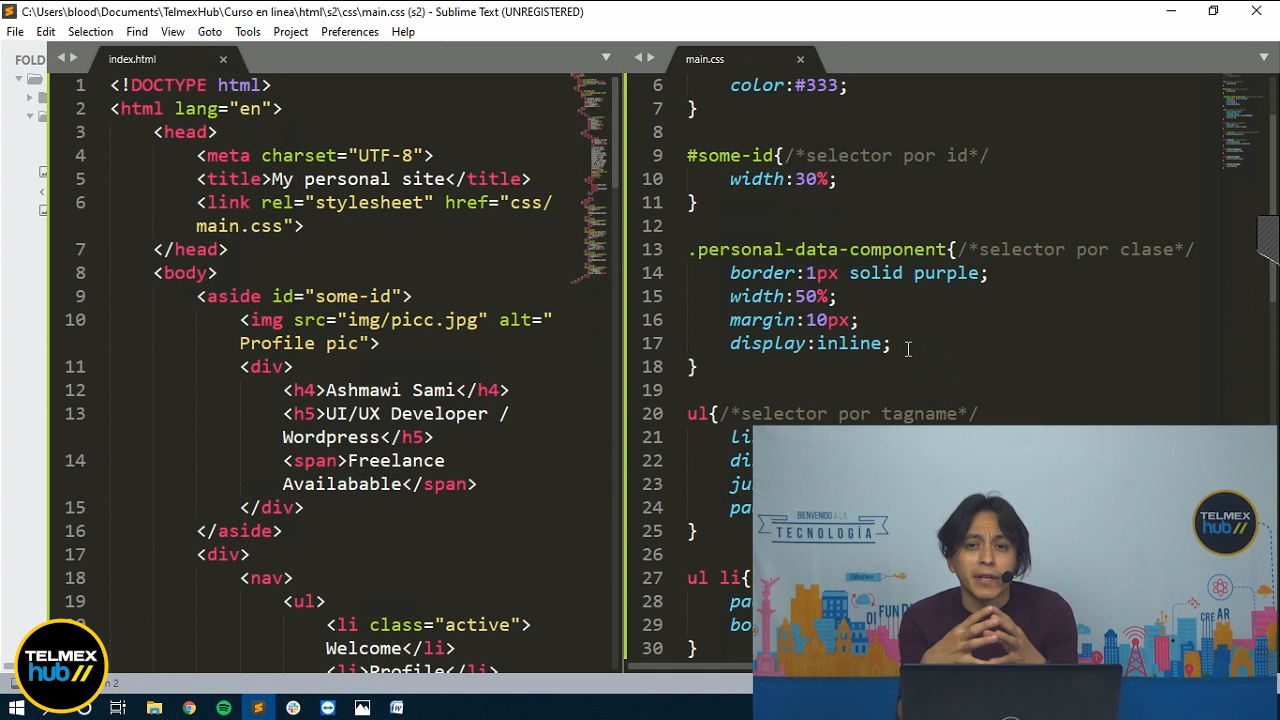 C:\Users\blood\Documents\TelmexHub\Curso en linea\html\s2\css\main.css (s2) - Sublime Text (UNREGISTERED)
File Edit Selection Find View Goto Tools Project Preferences Help
FOLD
index.html
1 <!DOCTYPE html>
2 <html lang="en">
3 <head>
4 <meta charset="UTF-8">
5 <title>My personal site</title>
6 <link rel="stylesheet" href="css/
main.css">
7 </head>
8 <body>
9 <aside id="some-id">
10 <img src="img/picc.jpg" alt="
Profile pic">
11 <div>
12 <h4>Ashmawi Sami</h4>
13 <h5>UI/UX Developer /
Wordpress</h5>
14 <span>Freelance
Availabable</span>
15 </div>
16 </aside>
17 <div>
18 <nav>
19 <ul>
<li class="active">
Welcome</li>
<li>Profile</li>
main.css
6 color:#333;
7 }
8
9 #some-id{/*selector por id*/
10 width:30%;
11 }
12
13 .personal-data-component{/*selector por clase*/
14 border:1px solid purple;
15 width:50%;
16 margin:10px;
17 display:inline;
18 }
19
20 ul{/*selector por tagname*/
21 li
22 di
23 ju
24 pa
25 }
26
27 ul li{
28 pa
29 bo
30 }
BIENVENIDO A LA
TECNOLOGÍA
TELMEX
hub//
DI FUN DI
CRE AR
TELMEX
hub//